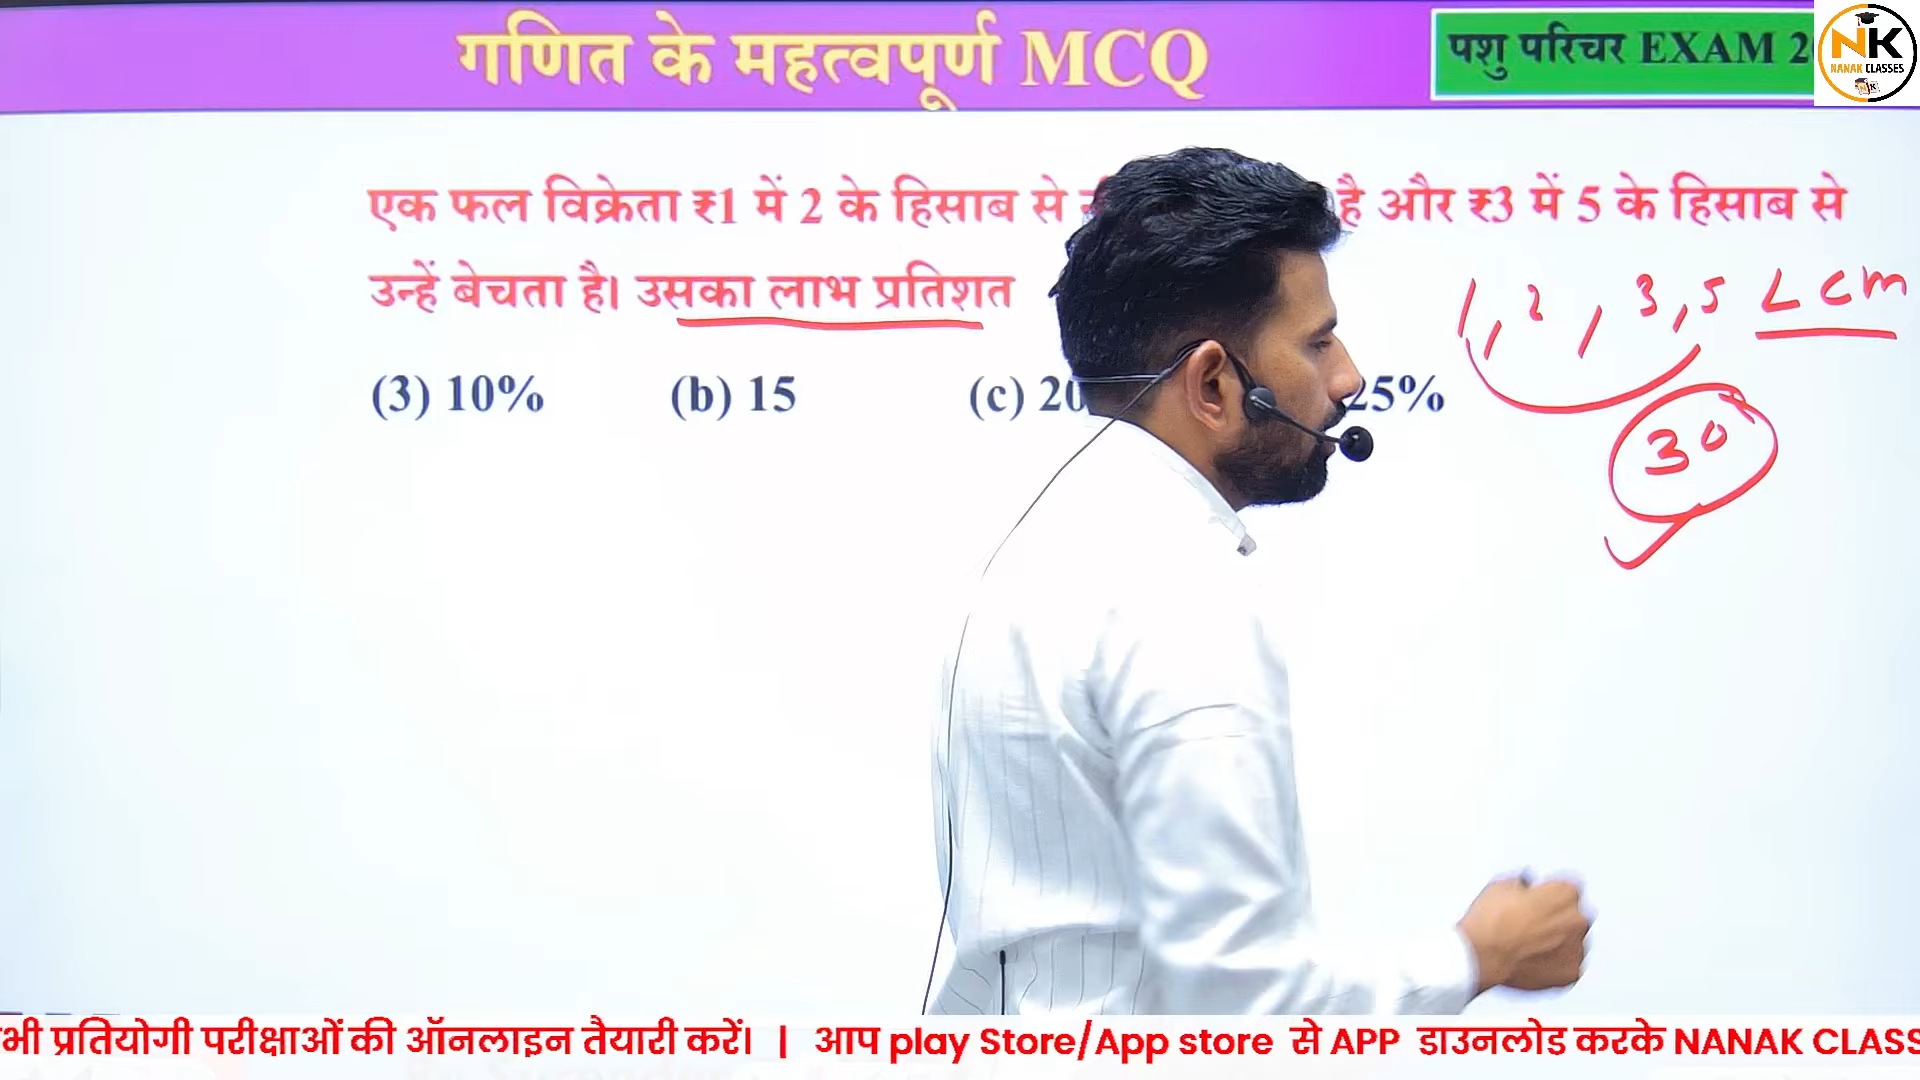 गणित के महत्वपूर्ण MCQ
पशु परिचर EXAM
NK
NANAK CLASSES
एक फल विक्रेता ₹1 में 2 के हिसाब से है और ₹3 में 5 के हिसाब से
उन्हें बेचता है। उसका लाभ प्रतिशत
1, 2, 3, 5 LCM
(3) 10% (b) 15 (c) 20 25%
30
भी प्रतियोगी परीक्षाओं की ऑनलाइन तैयारी करें। | आप play Store/App store से APP डाउनलोड करके NANAK CLASS